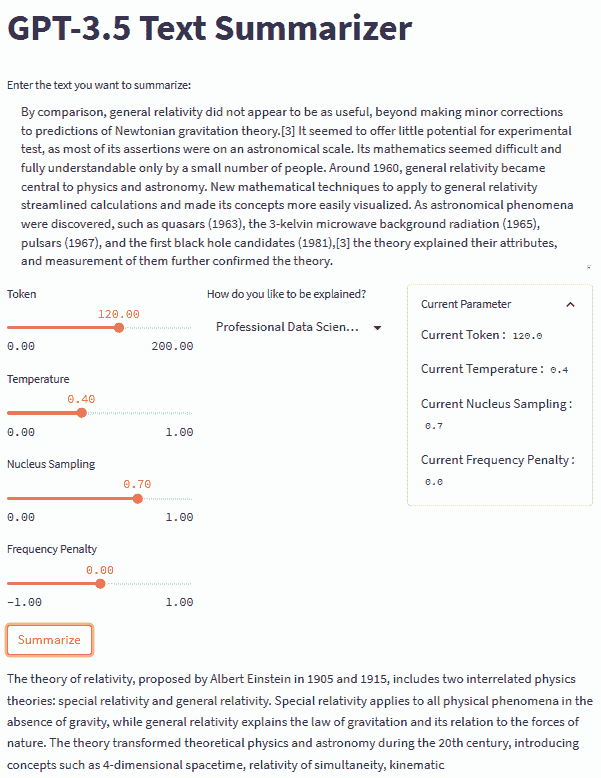 GPT-3.5 Text Summarizer
Enter the text you want to summarize:
By comparison, general relativity did not appear to be as useful, beyond making minor corrections
to predictions of Newtonian gravitation theory.[3] It seemed to offer little potential for experimental
test, as most of its assertions were on an astronomical scale. Its mathematics seemed difficult and
fully understandable only by a small number of people. Around 1960, general relativity became
central to physics and astronomy. New mathematical techniques to apply to general relativity
streamlined calculations and made its concepts more easily visualized. As astronomical phenomena
were discovered, such as quasars (1963), the 3-kelvin microwave background radiation (1965),
pulsars (1967), and the first black hole candidates (1981),[3] the theory explained their attributes,
and measurement of them further confirmed the theory.
Token
120.00
0.00 200.00
Temperature
0.40
0.00 1.00
Nucleus Sampling
0.70
0.00 1.00
Frequency Penalty
0.00
-1.00 1.00
How do you like to be explained?
Professional Data Scien...
Current Parameter
Current Token: 120.0
Current Temperature: 0.4
Current Nucleus Sampling:
0.7
Current Frequency Penalty:
0.0
Summarize
The theory of relativity, proposed by Albert Einstein in 1905 and 1915, includes two interrelated physics
theories: special relativity and general relativity. Special relativity applies to all physical phenomena in the
absence of gravity, while general relativity explains the law of gravitation and its relation to the forces of
nature. The theory transformed theoretical physics and astronomy during the 20th century, introducing
concepts such as 4-dimensional spacetime, relativity of simultaneity, kinematic